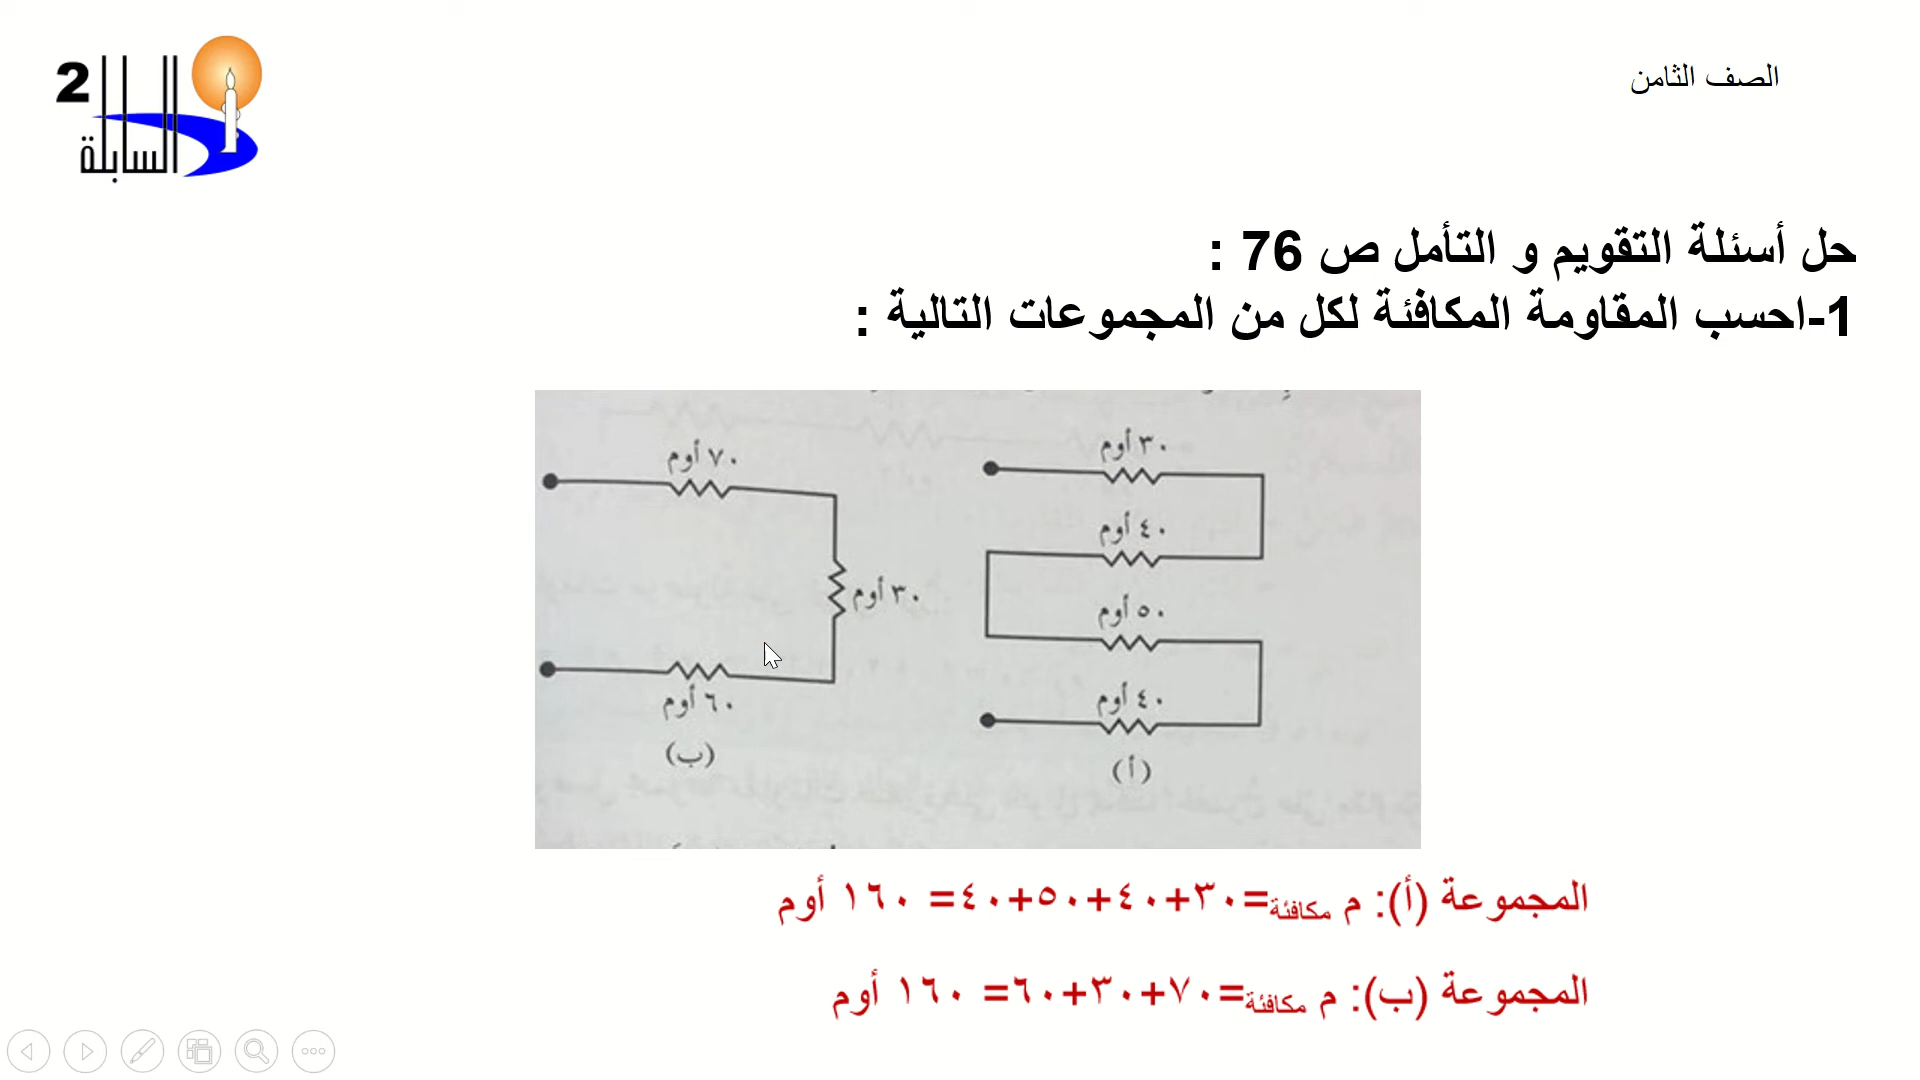 2
السابلة
الصف الثامن
حل أسئلة التقويم و التأمل ص 76 :
1-احسب المقاومة المكافئة لكل من المجموعات التالية :
٣٠ أوم
٤٠ أوم
٥٠ أوم
٤٠ أوم
(أ)
٧٠ أوم
٣٠ أوم
٦٠ أوم
(ب)
المجموعة (أ): م مكافئة=٣٠+٤٠+٥٠+٤٠= ١٦٠ أوم
المجموعة (ب): م مكافئة=٧٠+٣٠+٦٠= ١٦٠ أوم